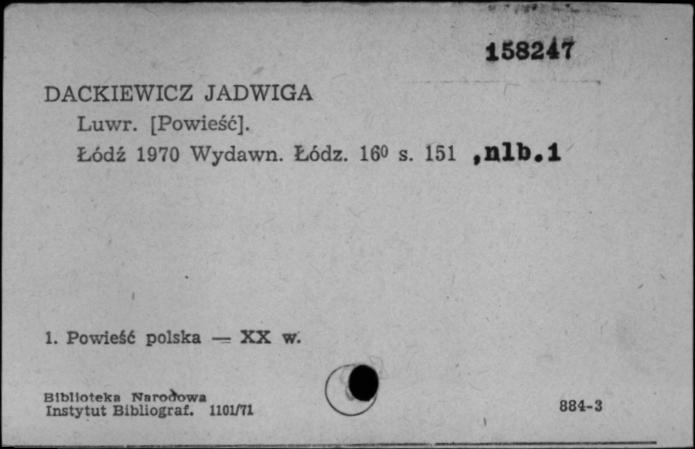 158247
DACKIEWICZ JADWIGA
Luwr. [Powieść].
Łódź 1970 Wydawn. Łódz. 16⁰ s. 151 ,nlb.1
1. Powieść polska — XX w.
Biblioteka Narodowa
Instytut Bibliograf. 1101/71
884-3